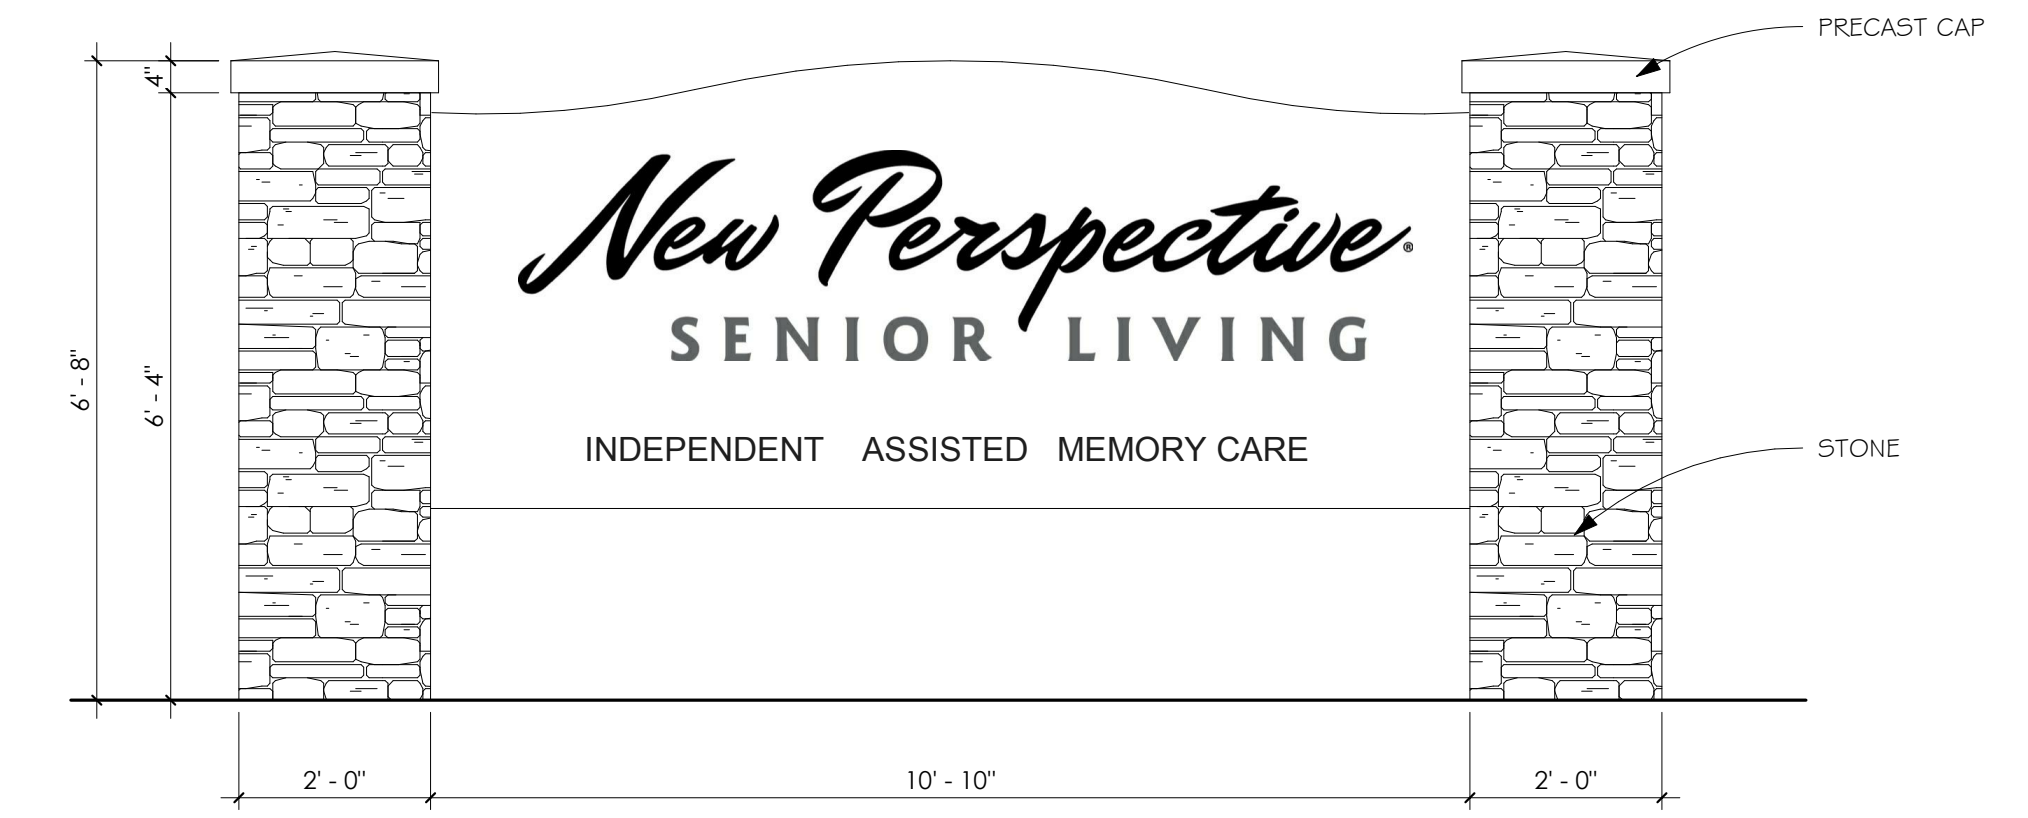 PRECAST CAP
4"
New Perspective®
SENIOR LIVING
6' - 8"
6' - 4"
INDEPENDENT ASSISTED MEMORY CARE
STONE
2' - 0"
10' - 10"
2' - 0"